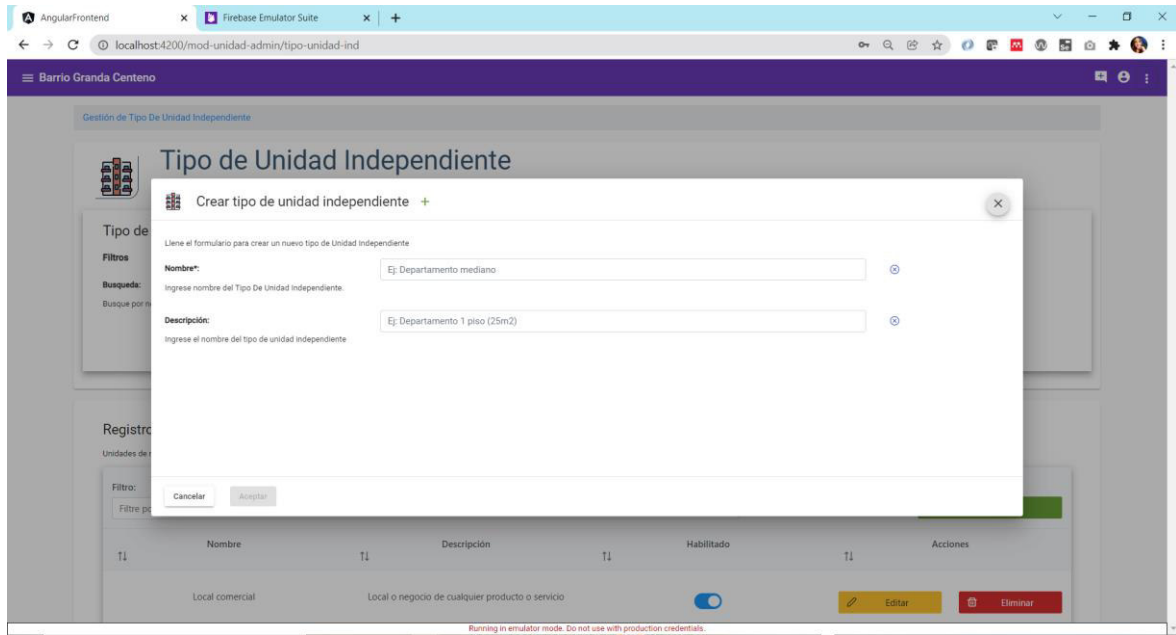 AngularFrontend
Firebase Emulator Suite
localhost:4200/mod-unidad-admin/tipo-unidad-ind
Barrio Granda Centeno
Gestión de Tipo De Unidad Independiente
Tipo de Unidad Independiente
Crear tipo de unidad independiente +
Tipo de
Llene el formulario para crear un nuevo tipo de Unidad Independiente
Filtros
Nombre*:
Ej: Departamento mediano
Busqueda:
Ingrese nombre del Tipo De Unidad Independiente.
Busque por
Descripción:
Ej: Departamento 1 piso (25m2)
Ingrese el nombre del tipo de unidad independiente
Registro
Unidades de
Filtro:
Cancelar
Aceptar
Filtre
Nombre
Descripción
Habilitado
Acciones
Local comercial
Local o negocio de cualquier producto o servicio
Editar
Eliminar
Running in emulator mode. Do not use with production credentials.